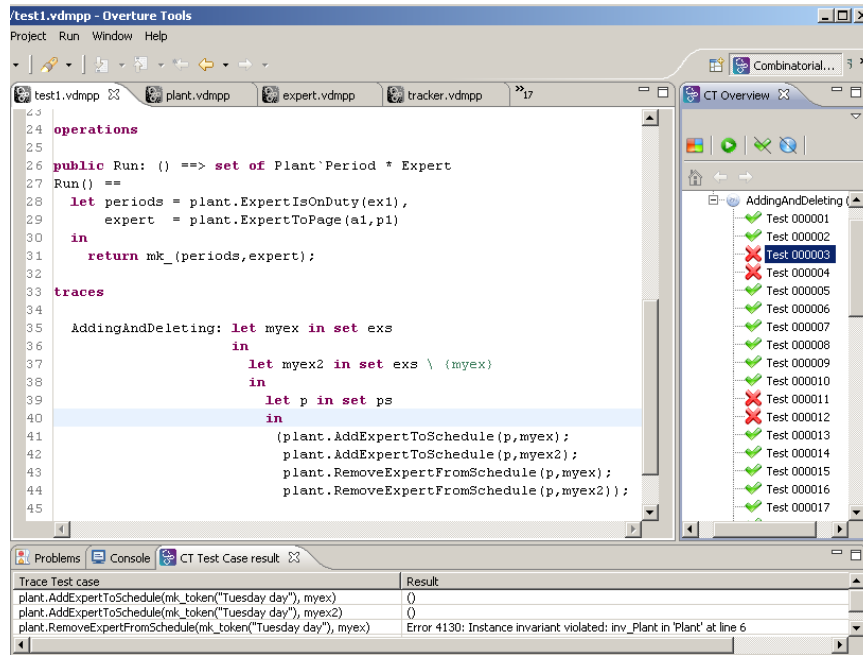 /test1.vdmpp - Overture Tools
Project Run Window Help
Combinatorial...
test1.vdmpp
plant.vdmpp
expert.vdmpp
tracker.vdmpp
»17
CT Overview
23
24 operations
25
26 public Run: () ==> set of Plant`Period * Expert
27 Run() ==
28 let periods = plant.ExpertIsOnDuty(ex1),
29 expert = plant.ExpertToPage(a1,p1)
30 in
31 return mk_(periods,expert);
32
33 traces
34
35 AddingAndDeleting: let myex in set exs
36 in
37 let myex2 in set exs \ {myex}
38 in
39 let p in set ps
40 in
41 (plant.AddExpertToSchedule(p,myex);
42 plant.AddExpertToSchedule(p,myex2);
43 plant.RemoveExpertFromSchedule(p,myex);
44 plant.RemoveExpertFromSchedule(p,myex2));
45
AddingAndDeleting (
Test 000001
Test 000002
Test 000003
Test 000004
Test 000005
Test 000006
Test 000007
Test 000008
Test 000009
Test 000010
Test 000011
Test 000012
Test 000013
Test 000014
Test 000015
Test 000016
Test 000017
Problems
Console
CT Test Case result
Trace Test case Result
plant.AddExpertToSchedule(mk_token("Tuesday day"), myex) ()
plant.AddExpertToSchedule(mk_token("Tuesday day"), myex2) ()
plant.RemoveExpertFromSchedule(mk_token("Tuesday day"), myex) Error 4130: Instance invariant violated: inv_Plant in 'Plant' at line 6